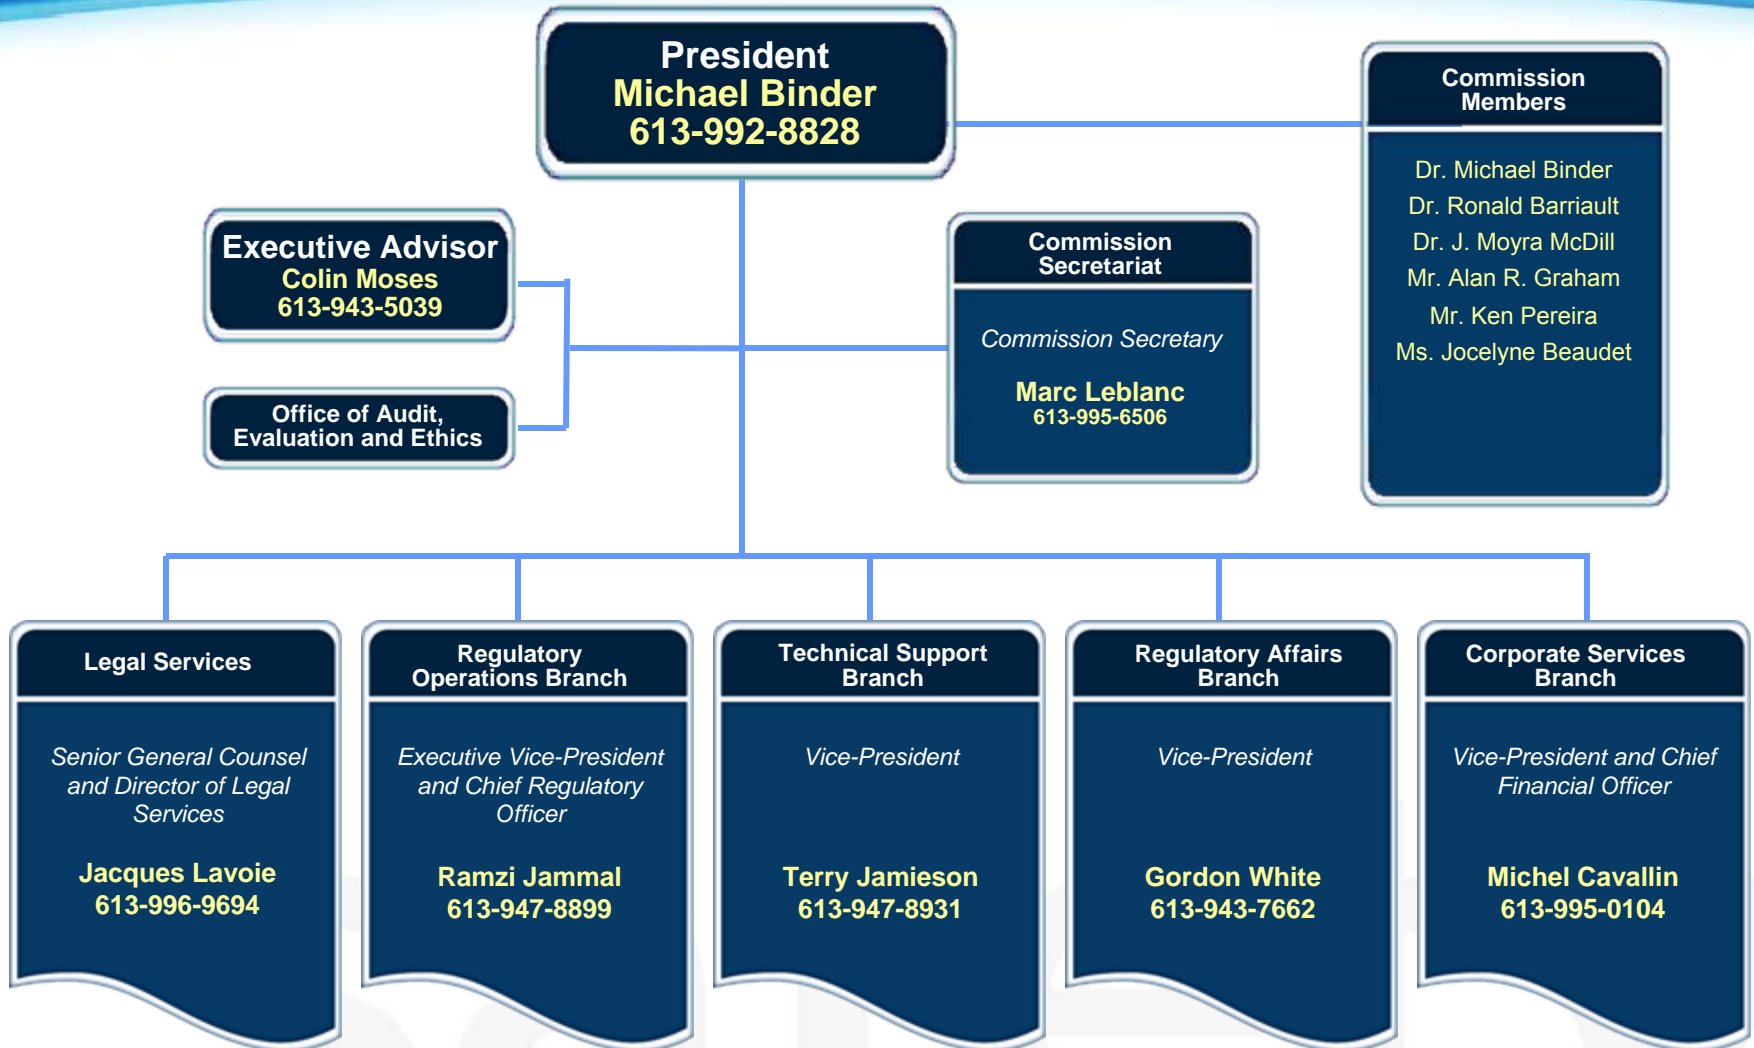 President
Michael Binder
613-992-8828
Commission
Members
Dr. Michael Binder
Dr. Ronald Barriault
Dr. J. Moyra McDill
Mr. Alan R. Graham
Mr. Ken Pereira
Ms. Jocelyne Beaudet
Executive Advisor
Colin Moses
613-943-5039
Commission
Secretariat
Commission Secretary
Marc Leblanc
613-995-6506
Office of Audit,
Evaluation and Ethics
Legal Services
Senior General Counsel
and Director of Legal
Services
Jacques Lavoie
613-996-9694
Regulatory
Operations Branch
Executive Vice-President
and Chief Regulatory
Officer
Ramzi Jammal
613-947-8899
Technical Support
Branch
Vice-President
Terry Jamieson
613-947-8931
Regulatory Affairs
Branch
Vice-President
Gordon White
613-943-7662
Corporate Services
Branch
Vice-President and Chief
Financial Officer
Michel Cavallin
613-995-0104